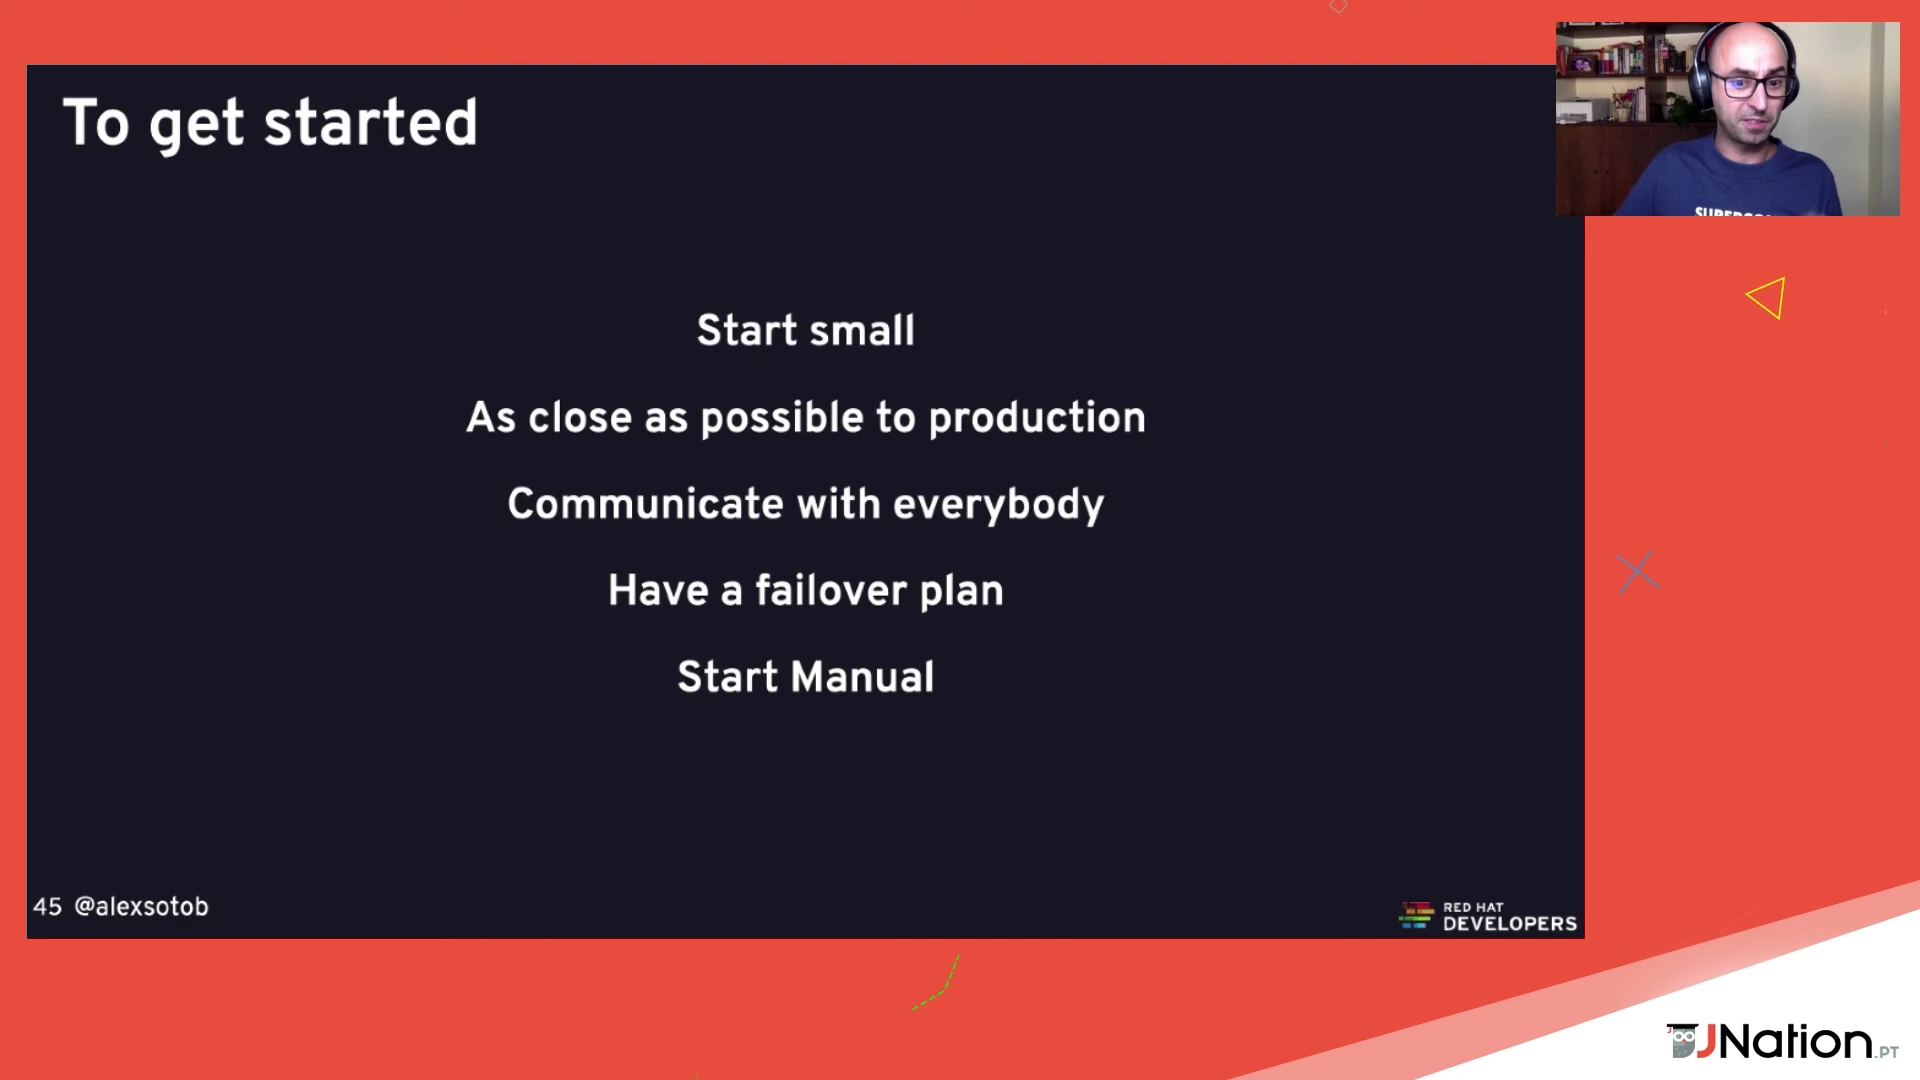 To get started
Start small
As close as possible to production
Communicate with everybody
Have a failover plan
Start Manual
45 @alexsotob
RED HAT
DEVELOPERS
JNation.PT